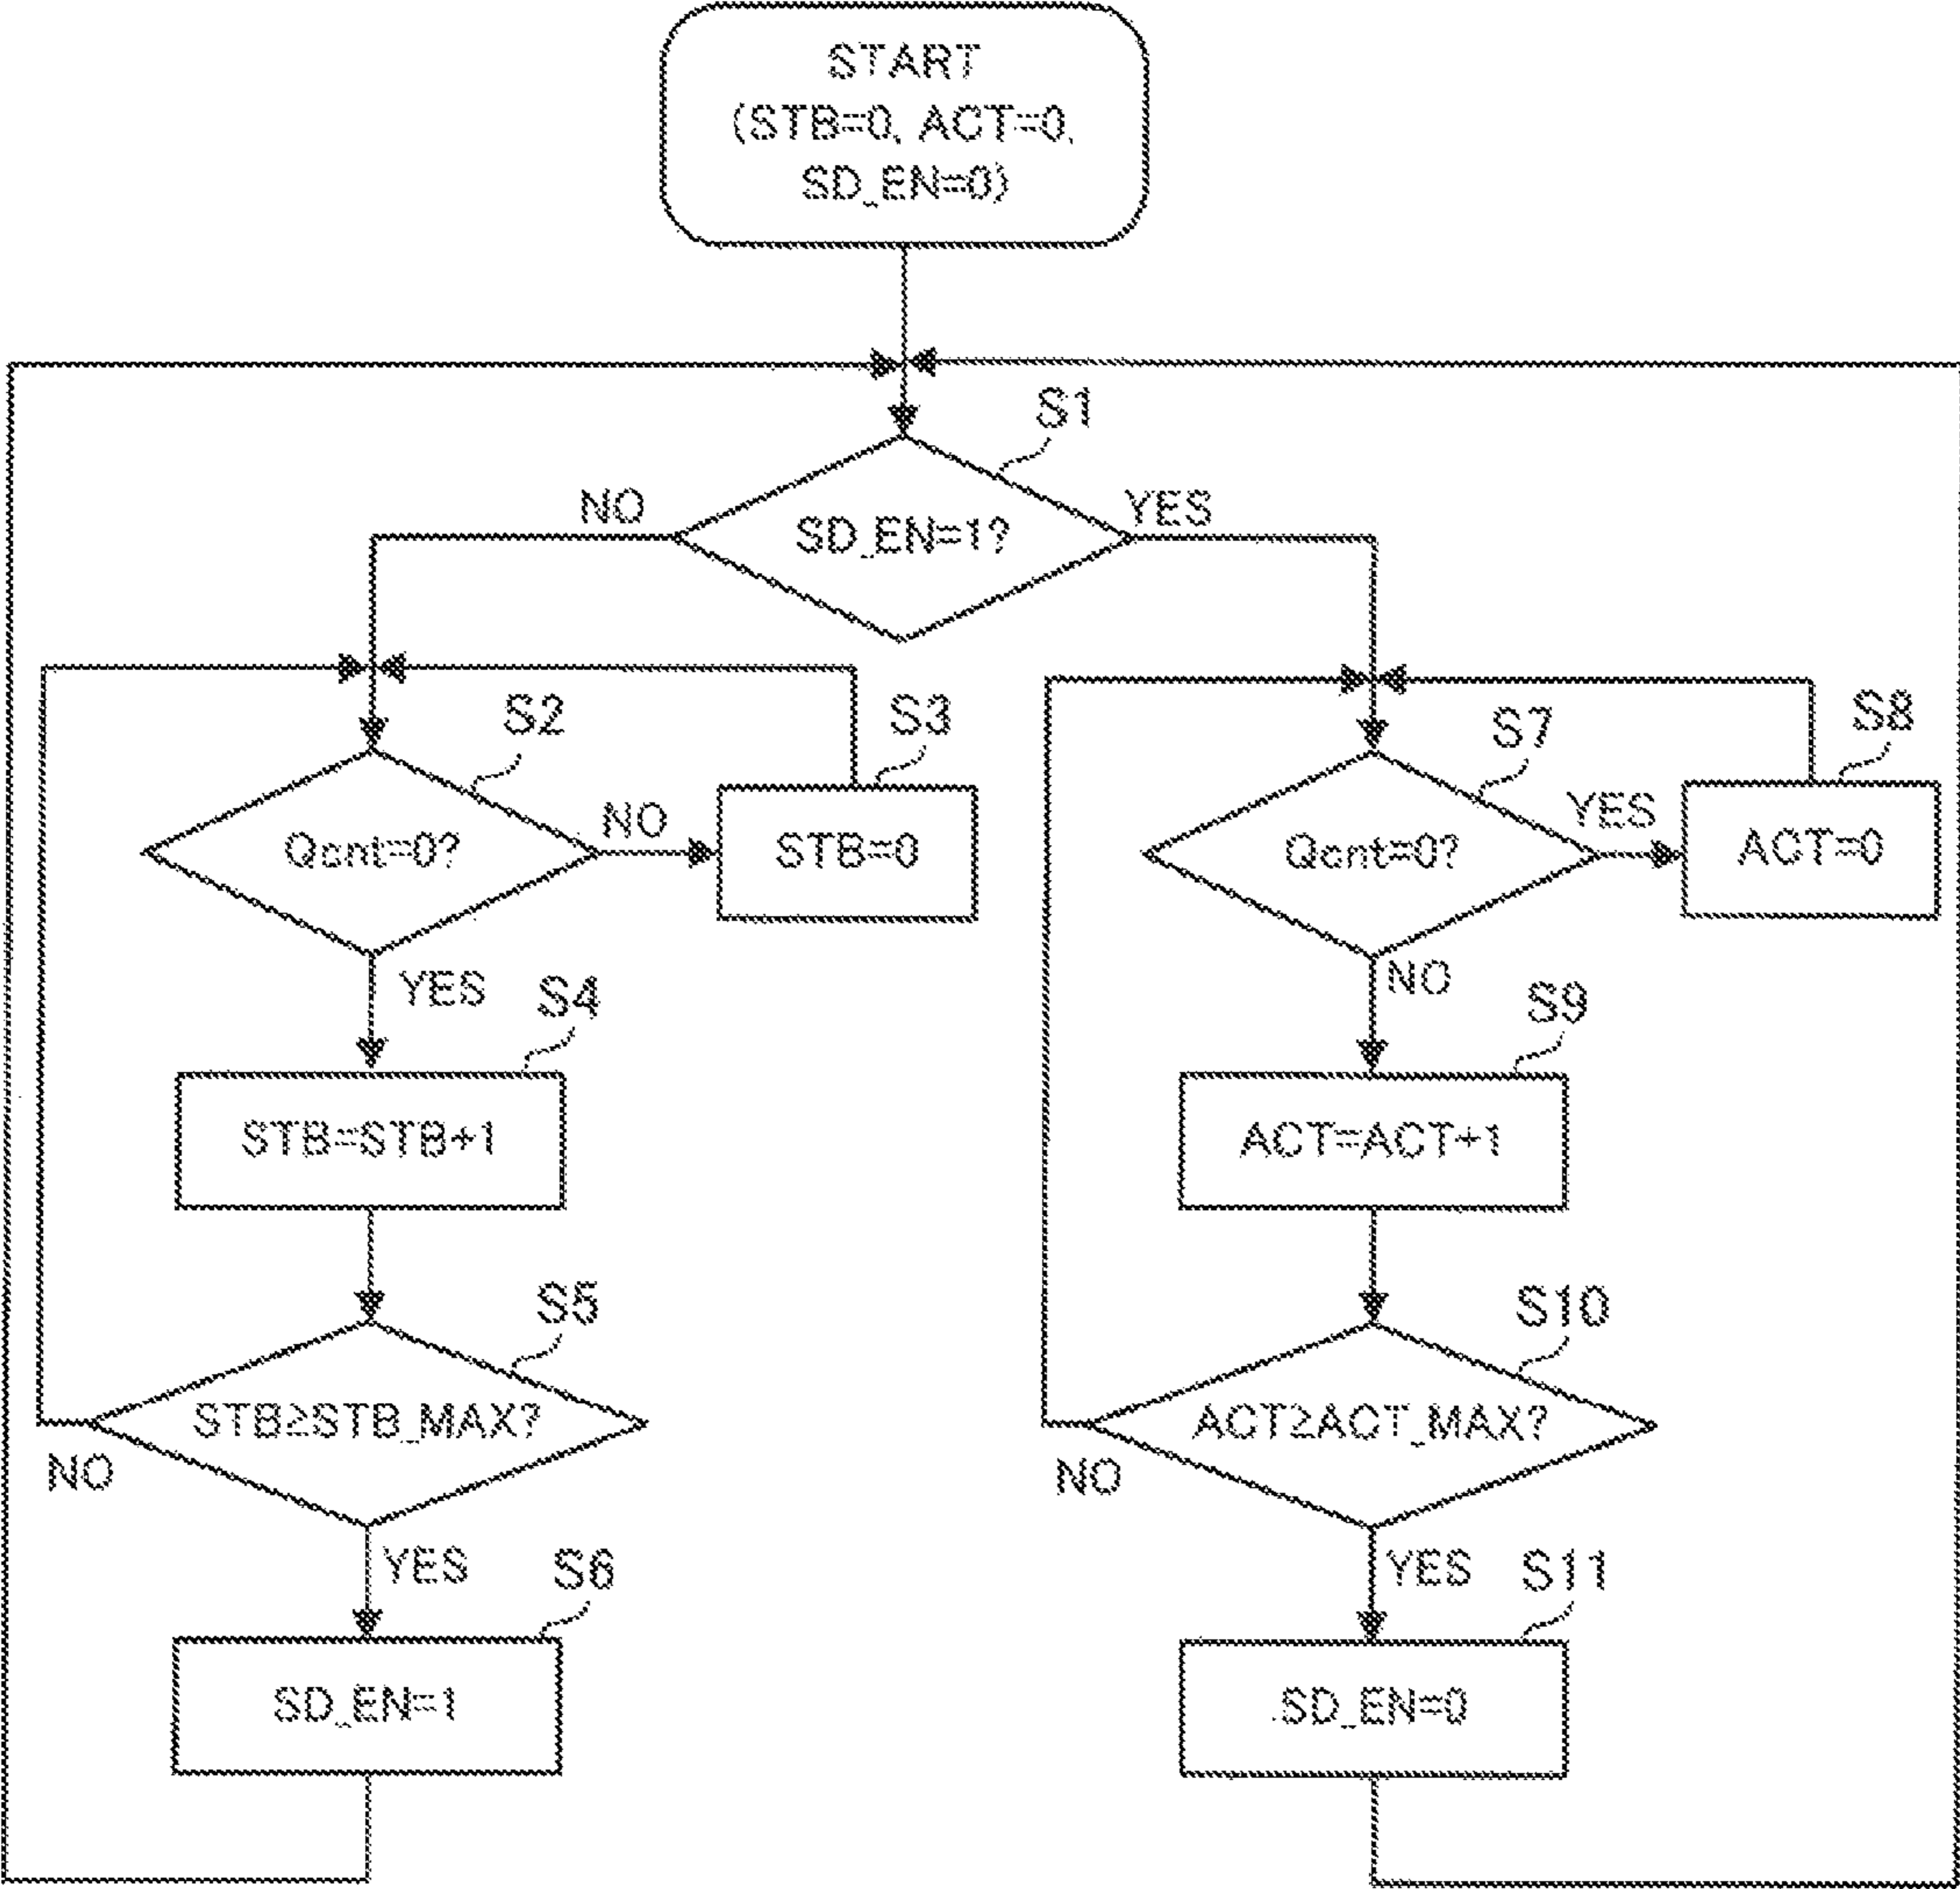 START
(STB=0, ACT=0,
SD_EN=0)
S1
NO
SD_EN=1?
YES
S2
Qcnt=0?
NO
S3
STB=0
YES
S4
STB=STB+1
S5
STB≥STB_MAX?
NO
YES
S6
SD_EN=1
S7
Qcnt=0?
YES
S8
ACT=0
NO
S9
ACT=ACT+1
S10
ACT≥ACT_MAX?
NO
YES
S11
SD_EN=0